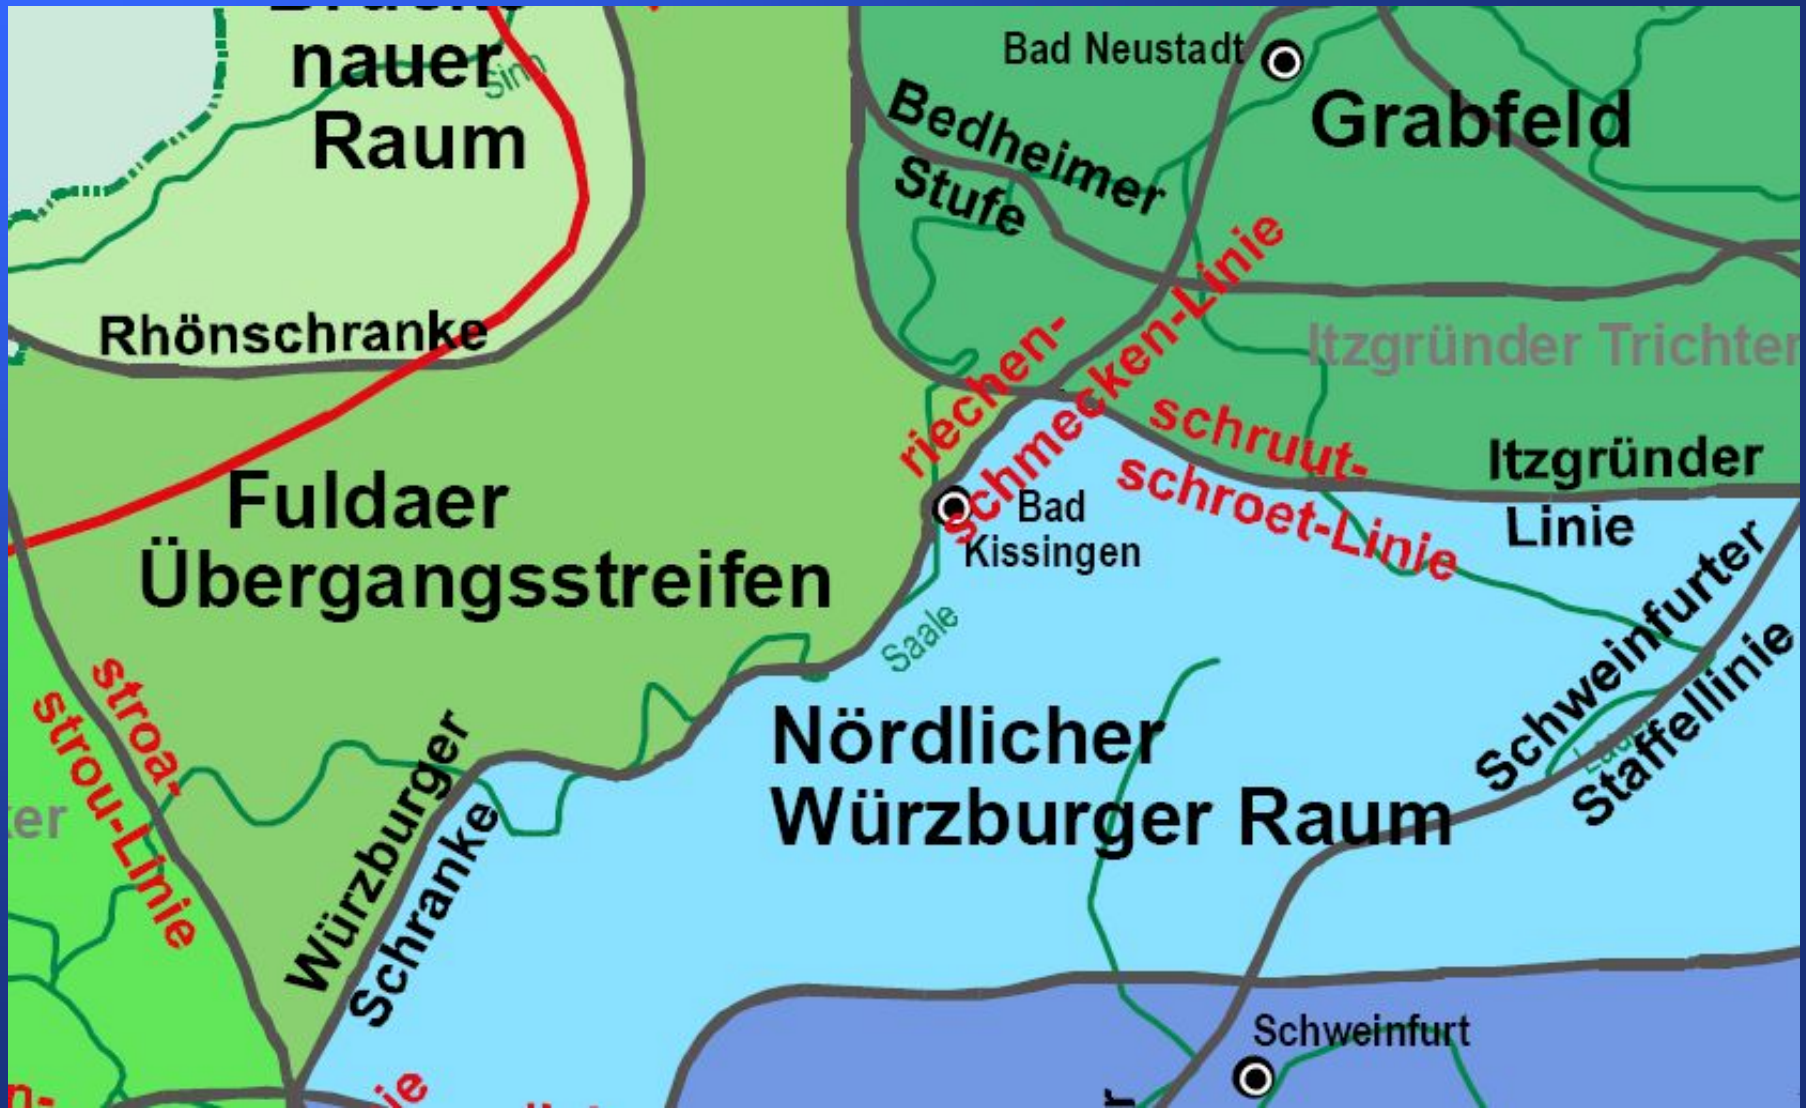 nauer
Raum
Sinn
Bad Neustadt
Grabfeld
Bedheimer
Stufe
Rhönschranke
riechen-
schmecken-Linie
Itzgründer Trichter
schruut-
schroet-Linie
Itzgründer
Linie
Fuldaer
Übergangsstreifen
Bad
Kissingen
Saale
Schweinfurter
Staffellinie
stroa-
strou-Linie
Würzburger
Schranke
Nördlicher
Würzburger Raum
Schweinfurt